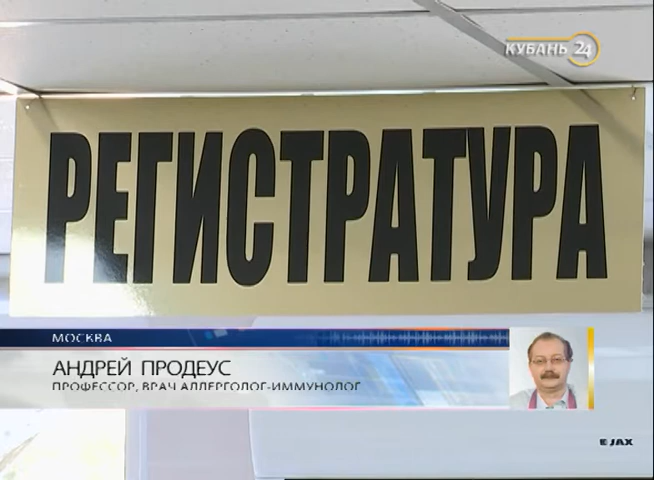 КУБАНЬ 24
РЕГИСТРАТУРА
МОСКВА
АНДРЕЙ ПРОДЕУС
ПРОФЕССОР, ВРАЧ АЛЛЕРГОЛОГ-ИММУНОЛОГ
EJAX